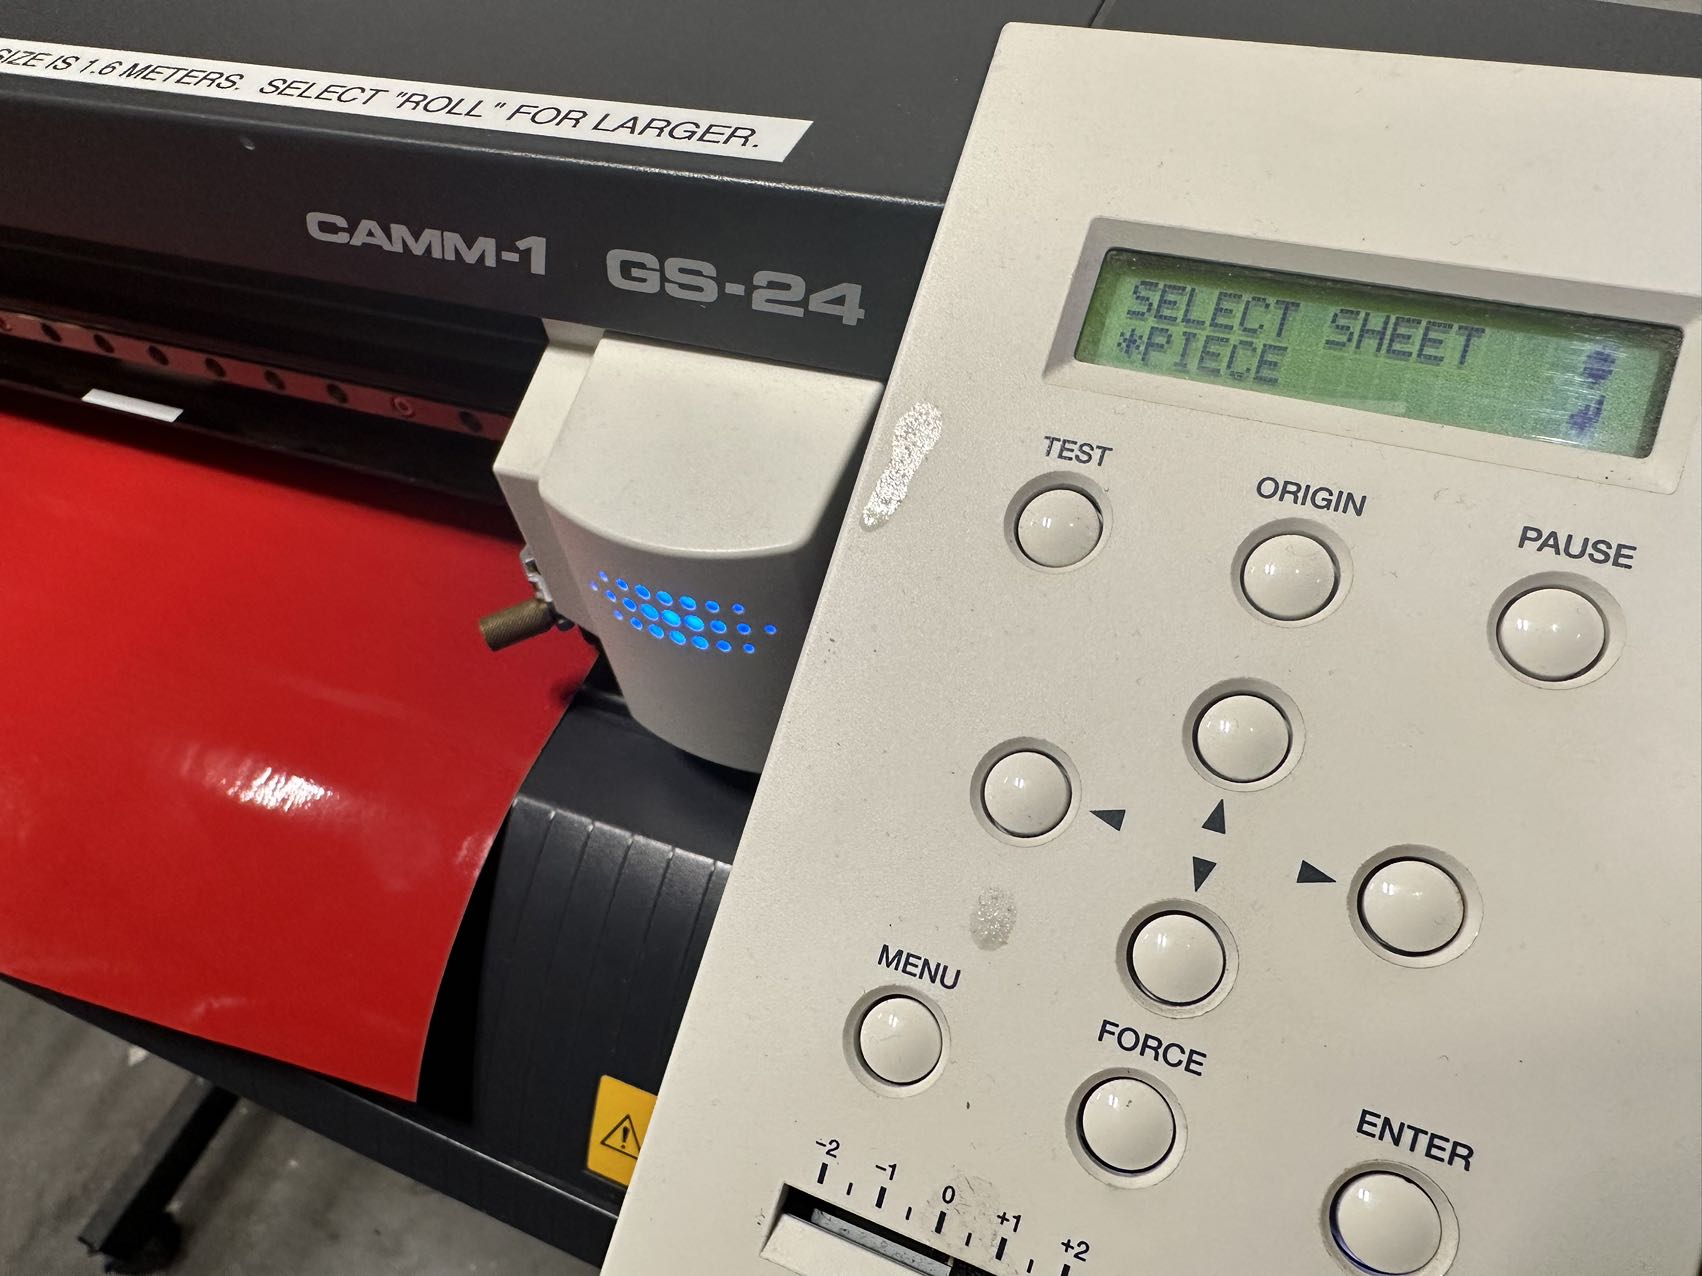 SIZE IS 1.6 METERS. SELECT "ROLL" FOR LARGER.
CAMM-1 GS-24
SELECT SHEET
*PIECE
TEST
ORIGIN
PAUSE
MENU
FORCE
ENTER
-2 -1 0 +1 +2